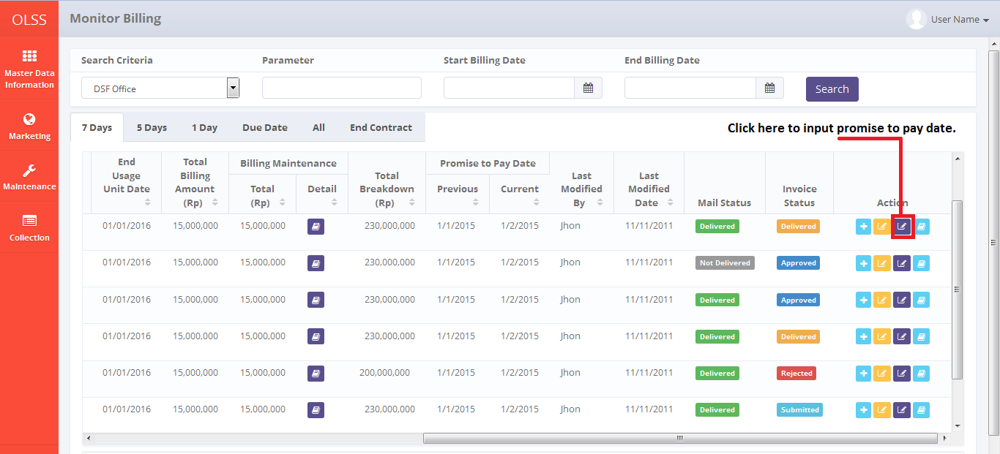 OLSS
Monitor Billing
User Name
Master Data
Information
Marketing
Maintenance
Collection
Search Criteria Parameter Start Billing Date End Billing Date
DSF Office
Search
7 Days 5 Days 1 Day Due Date All End Contract
Click here to input promise to pay date.
End
Usage
Unit Date
Total
Billing
Amount
(Rp)
Billing Maintenance
Total
(Rp)
Detail
Total
Breakdown
(Rp)
Promise to Pay Date
Previous
Current
Last
Modified
By
Last
Modified
Date
Mail Status
Invoice
Status
Action
01/01/2016 15,000,000 15,000,000 230,000,000 1/1/2015 1/2/2015 Jhon 11/11/2011 Delivered Delivered
01/01/2016 15,000,000 15,000,000 230,000,000 1/1/2015 1/2/2015 Jhon 11/11/2011 Not Delivered Approved
01/01/2016 15,000,000 15,000,000 230,000,000 1/1/2015 1/2/2015 Jhon 11/11/2011 Delivered Approved
01/01/2016 15,000,000 15,000,000 230,000,000 1/1/2015 1/2/2015 Jhon 11/11/2011 Delivered Delivered
01/01/2016 15,000,000 15,000,000 200,000,000 1/1/2015 1/2/2015 Jhon 11/11/2011 Delivered Rejected
01/01/2016 15,000,000 15,000,000 230,000,000 1/1/2015 1/2/2015 Jhon 11/11/2011 Delivered Submitted